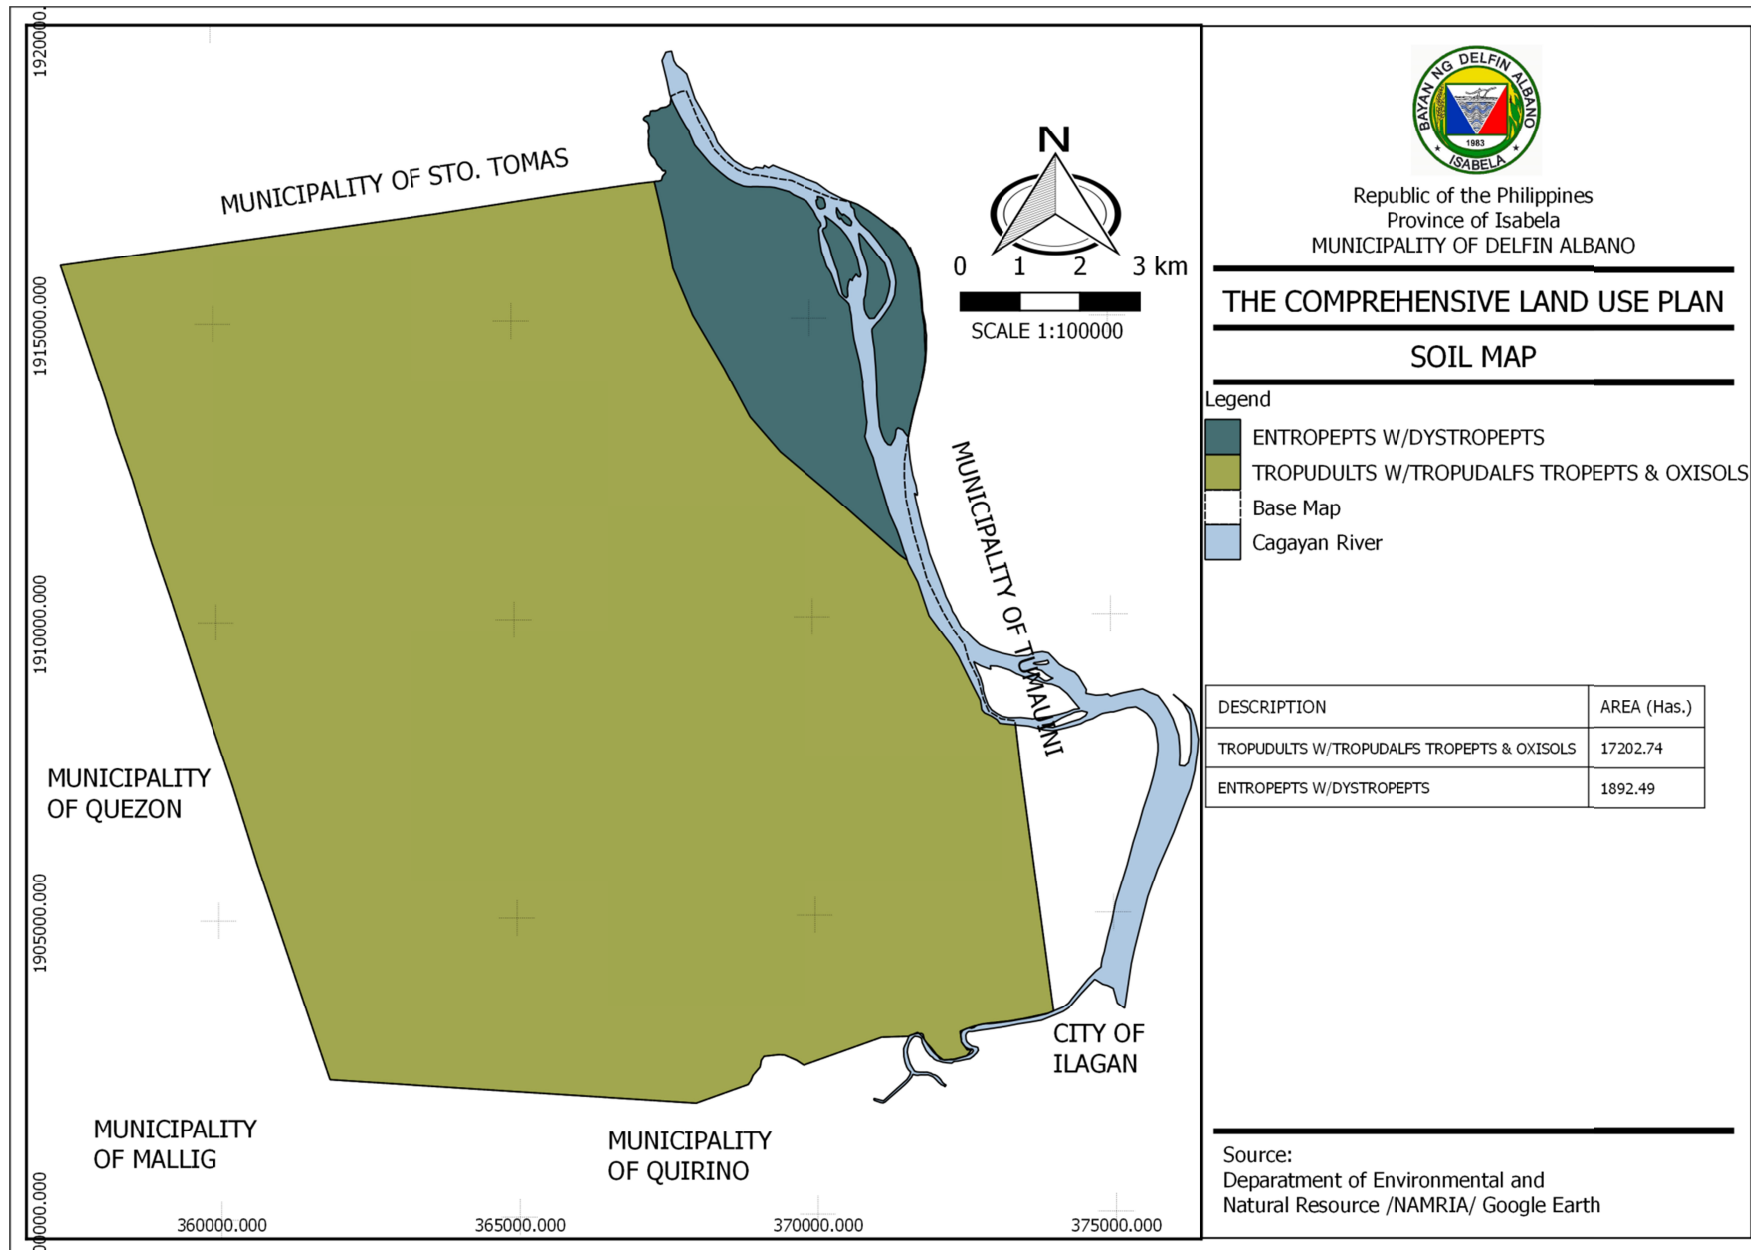 1920000.
1915000.000
1910000.000
1905000.000
00000.000
360000.000
365000.000
370000.000
375000.000
MUNICIPALITY OF STO. TOMAS
MUNICIPALITY OF TUMAUINI
MUNICIPALITY
OF QUEZON
MUNICIPALITY
OF MALLIG
MUNICIPALITY
OF QUIRINO
CITY OF
ILAGAN
N
0 1 2 3 km
SCALE 1:100000
BAYAN NG DELFIN ALBANO
1983
ISABELA
Republic of the Philippines
Province of Isabela
MUNICIPALITY OF DELFIN ALBANO
THE COMPREHENSIVE LAND USE PLAN
SOIL MAP
Legend
ENTROPEPTS W/DYSTROPEPTS
TROPUDULTS W/TROPUDALFS TROPEPTS & OXISOLS
Base Map
Cagayan River
DESCRIPTION AREA (Has.)
TROPUDULTS W/TROPUDALFS TROPEPTS & OXISOLS 17202.74
ENTROPEPTS W/DYSTROPEPTS 1892.49
Source:
Deparatment of Environmental and
Natural Resource /NAMRIA/ Google Earth